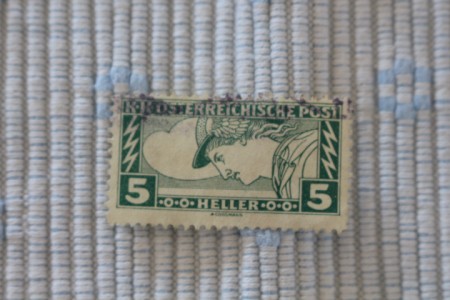 K.K. ÖSTERREICHISCHE POST
5 HELLER 5